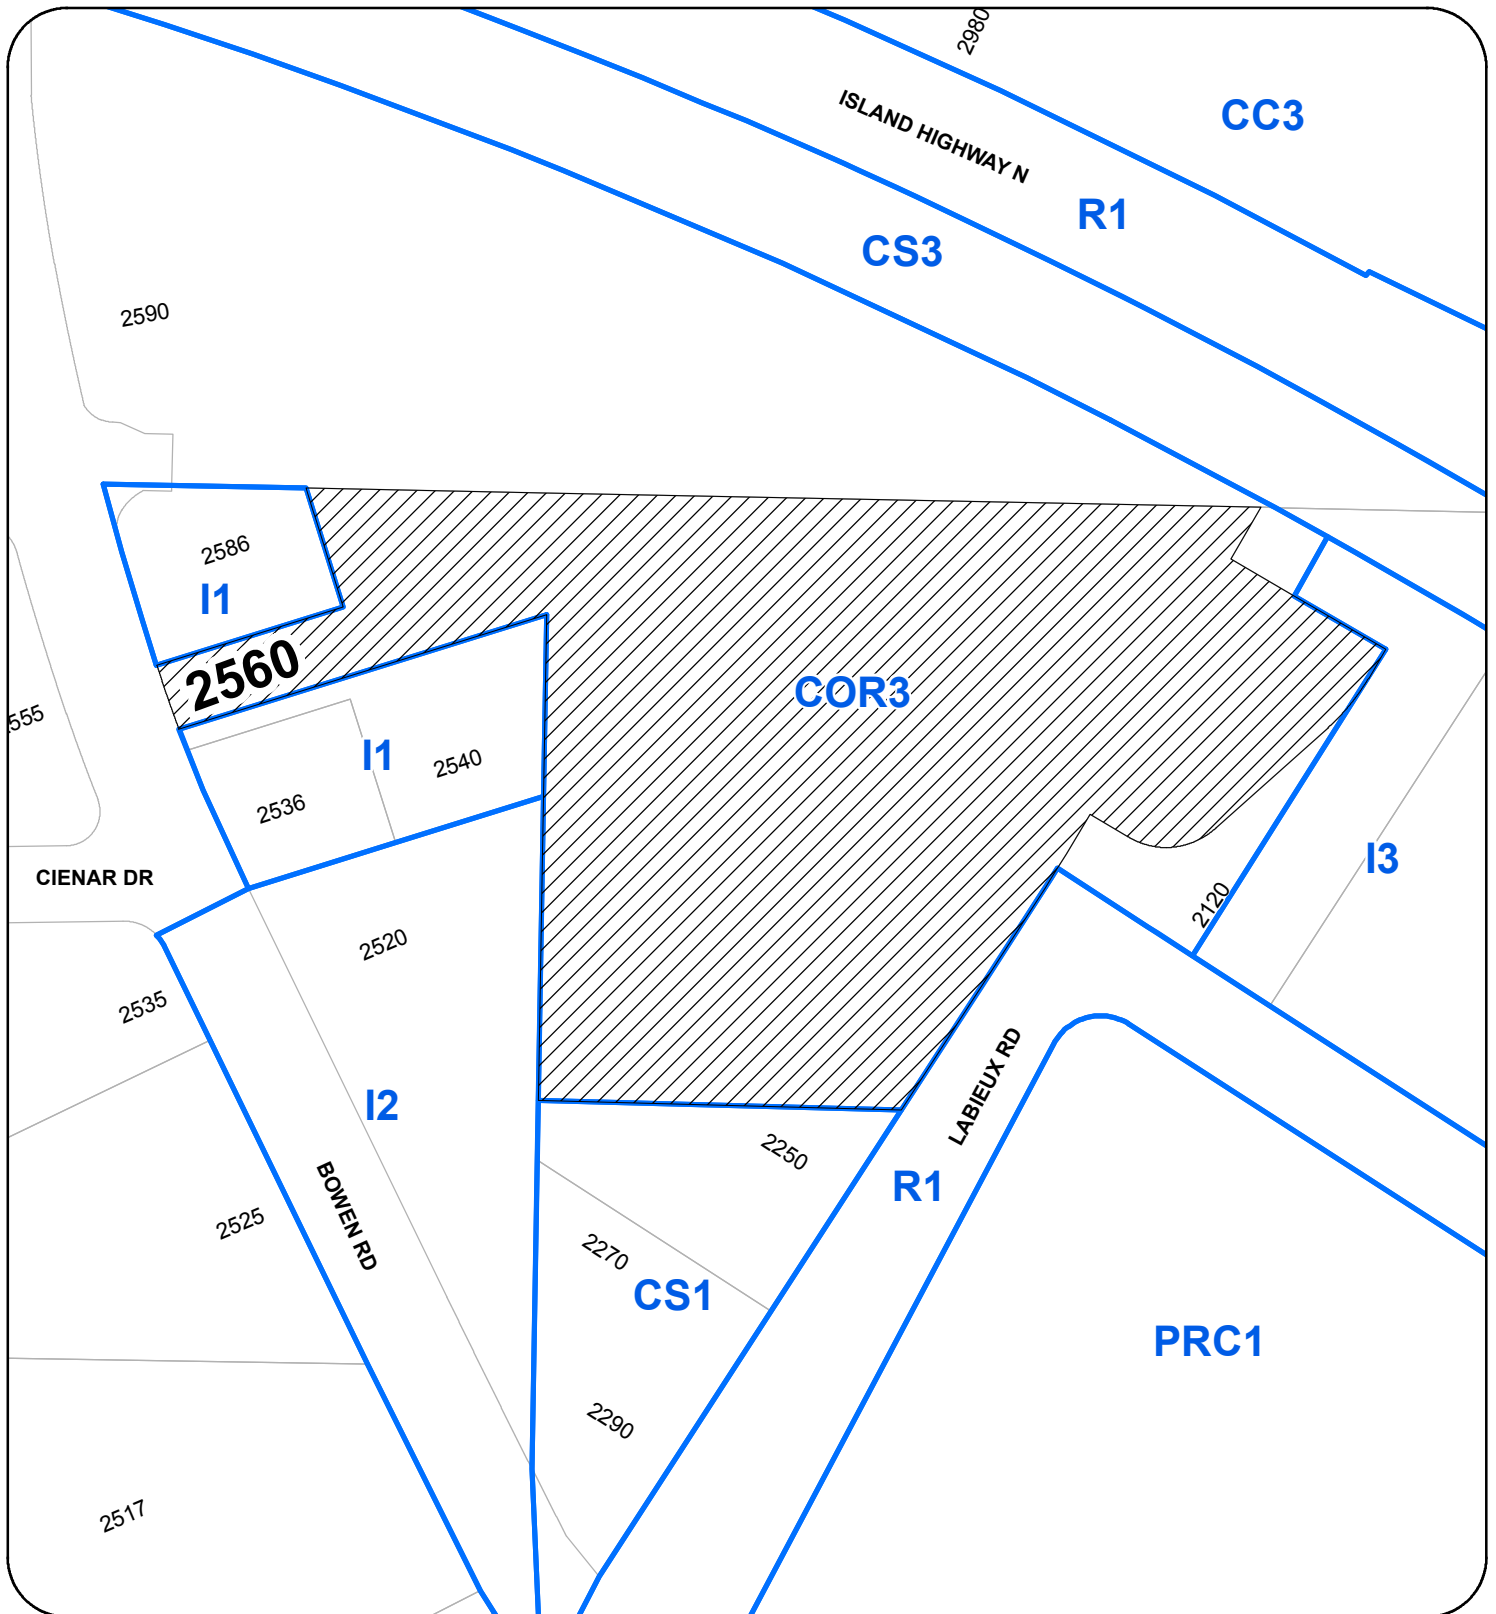 2980
CC3
ISLAND HIGHWAY N
R1
CS3
2590
2586
I1
2560
COR3
555
I1
2540
2536
I3
CIENAR DR
2120
2520
2535
LABIEUX RD
I2
2250
R1
BOWEN RD
2525
2270
CS1
PRC1
2290
2517